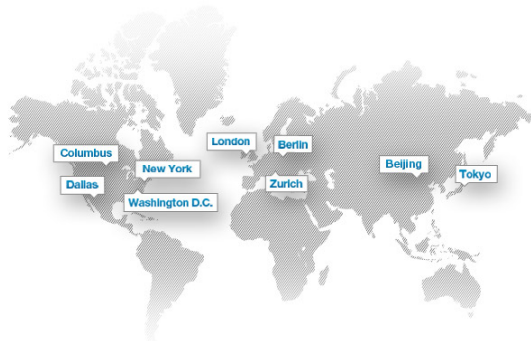 London
Berlin
Columbus
New York
Beijing
Tokyo
Dallas
Zurich
Washington D.C.